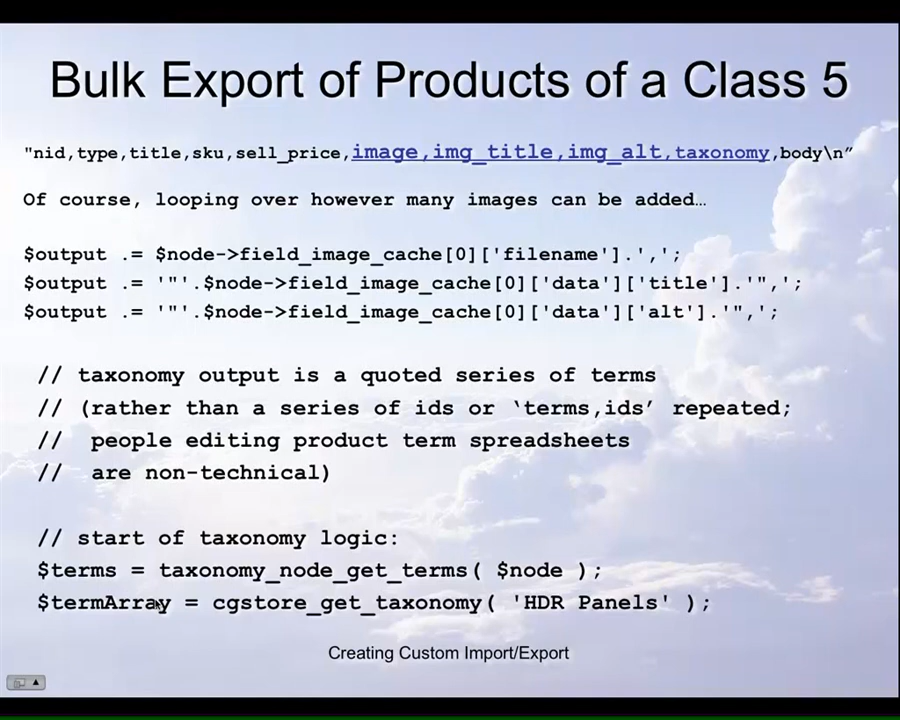 Bulk Export of Products of a Class 5
"nid,type,title,sku,sell_price,image,img_title,img_alt,taxonomy,body\n”
Of course, looping over however many images can be added…
$output .= $node->field_image_cache[0]['filename'].',';
$output .= '"'.$node->field_image_cache[0]['data']['title'].'",';
$output .= '"'.$node->field_image_cache[0]['data']['alt'].'",';
// taxonomy output is a quoted series of terms
// (rather than a series of ids or ‘terms,ids’ repeated;
// people editing product term spreadsheets
// are non-technical)
// start of taxonomy logic:
$terms = taxonomy_node_get_terms( $node );
$termArray = cgstore_get_taxonomy( 'HDR Panels' );
Creating Custom Import/Export